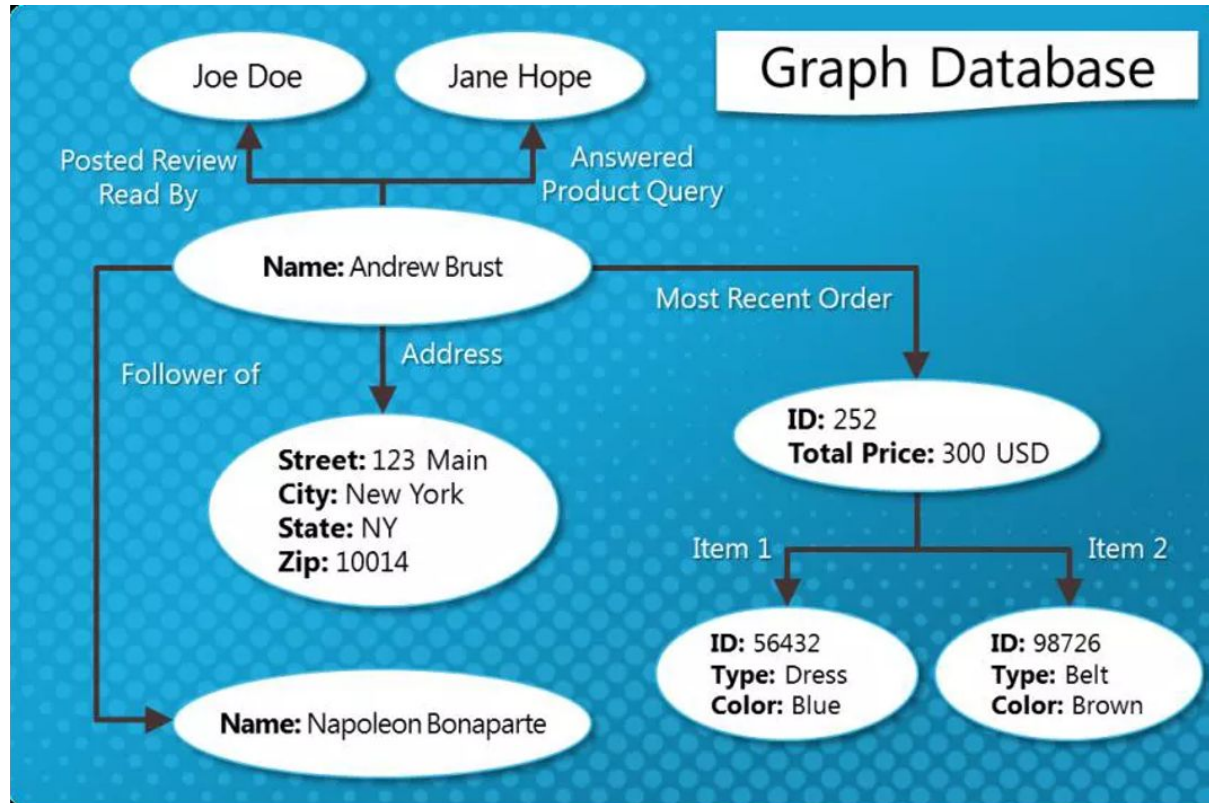 Graph Database
Joe Doe
Jane Hope
Posted Review
Read By
Answered
Product Query
Name: Andrew Brust
Most Recent Order
Follower of
Address
Street: 123 Main
City: New York
State: NY
Zip: 10014
ID: 252
Total Price: 300 USD
Item 1
Item 2
ID: 56432
Type: Dress
Color: Blue
ID: 98726
Type: Belt
Color: Brown
Name: Napoleon Bonaparte